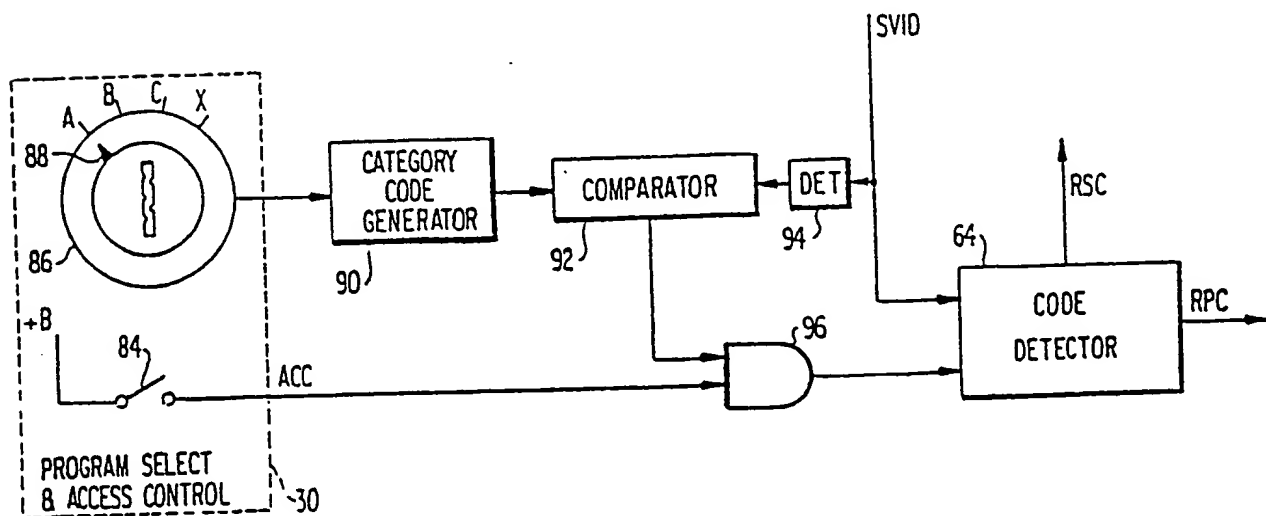 SVID
A B C X
88
CATEGORY
CODE
GENERATOR
COMPARATOR
DET
RSC
86
90
92
94
64
CODE
DETECTOR
RPC
+B
84
ACC
96
PROGRAM SELECT
& ACCESS CONTROL
30